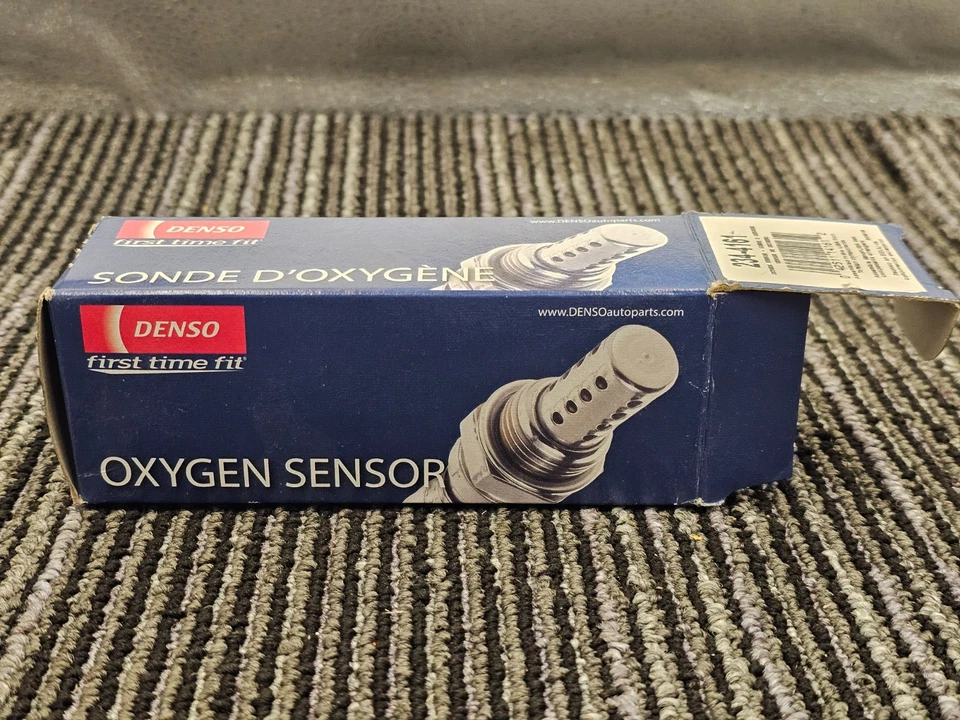 DENSO
first time fit
www.DENSOautoparts.com
SONDE D'OXYGÈNE
DENSO
first time fit®
www.DENSOautoparts.com
OXYGEN SENSOR